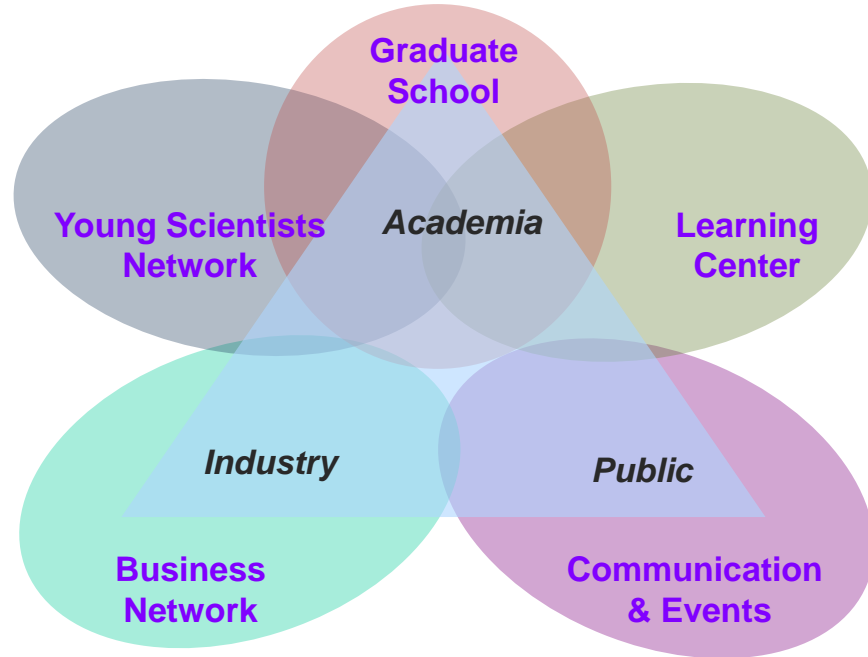 Graduate
School
Young Scientists
Network
Academia
Learning
Center
Industry
Public
Business
Network
Communication
& Events